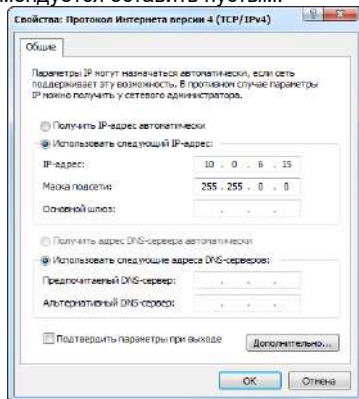 мендуется оставить пустым.
Свойства: Протокол Интернета версии 4 (TCP/IPv4)
Общие
Параметры IP могут назначаться автоматически, если сеть
поддерживает эту возможность. В противном случае параметры
IP можно получить у сетевого администратора.
Получить IP-адрес автоматически
Использовать следующий IP-адрес:
IP-адрес: 10 . 0 . 6 . 15
Маска подсети: 255 . 255 . 0 . 0
Основной шлюз: . . .
Получить адрес DNS-сервера автоматически
Использовать следующие адреса DNS-серверов:
Предпочитаемый DNS-сервер: . . .
Альтернативный DNS-сервер: . . .
Подтвердить параметры при выходе
Дополнительно...
ОК
Отмена